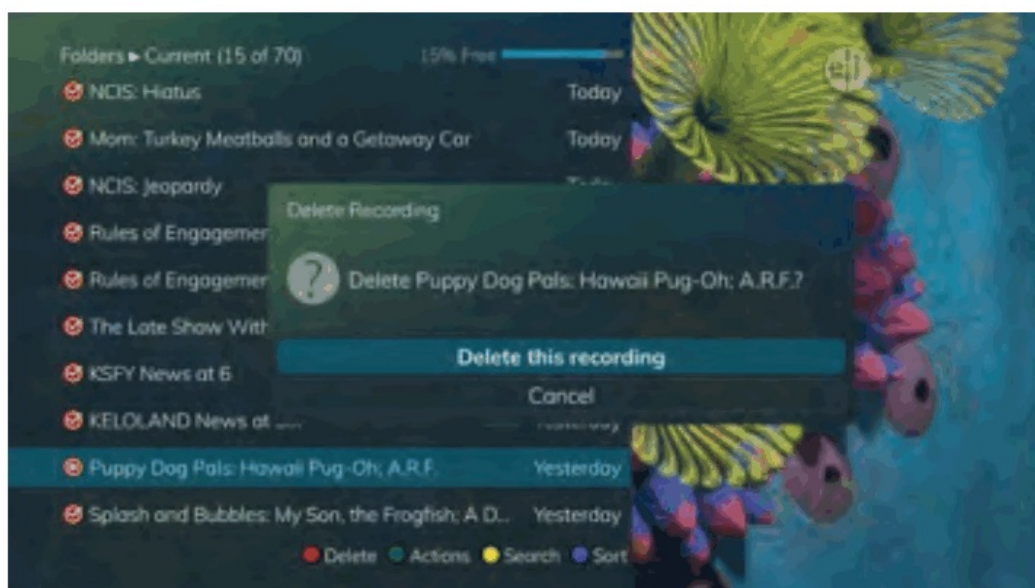 Folders ▸ Current (15 of 70) 15% Free
NCIS: Hiatus Today
Mom: Turkey Meatballs and a Getaway Car Today
NCIS: Jeopardy
Delete Recording
Rules of
Delete Puppy Dog Pals: Hawaii Pug-Oh; A.R.F.?
Rules of
The Late Show With
Delete this recording
KSFY News at 6
Cancel
KELOLAND News at
Puppy Dog Pals: Hawaii Pug-Oh; A.R.F. Yesterday
Splash and Bubbles: My Son, the Frogfish; A D... Yesterday
Delete Actions Search Sort